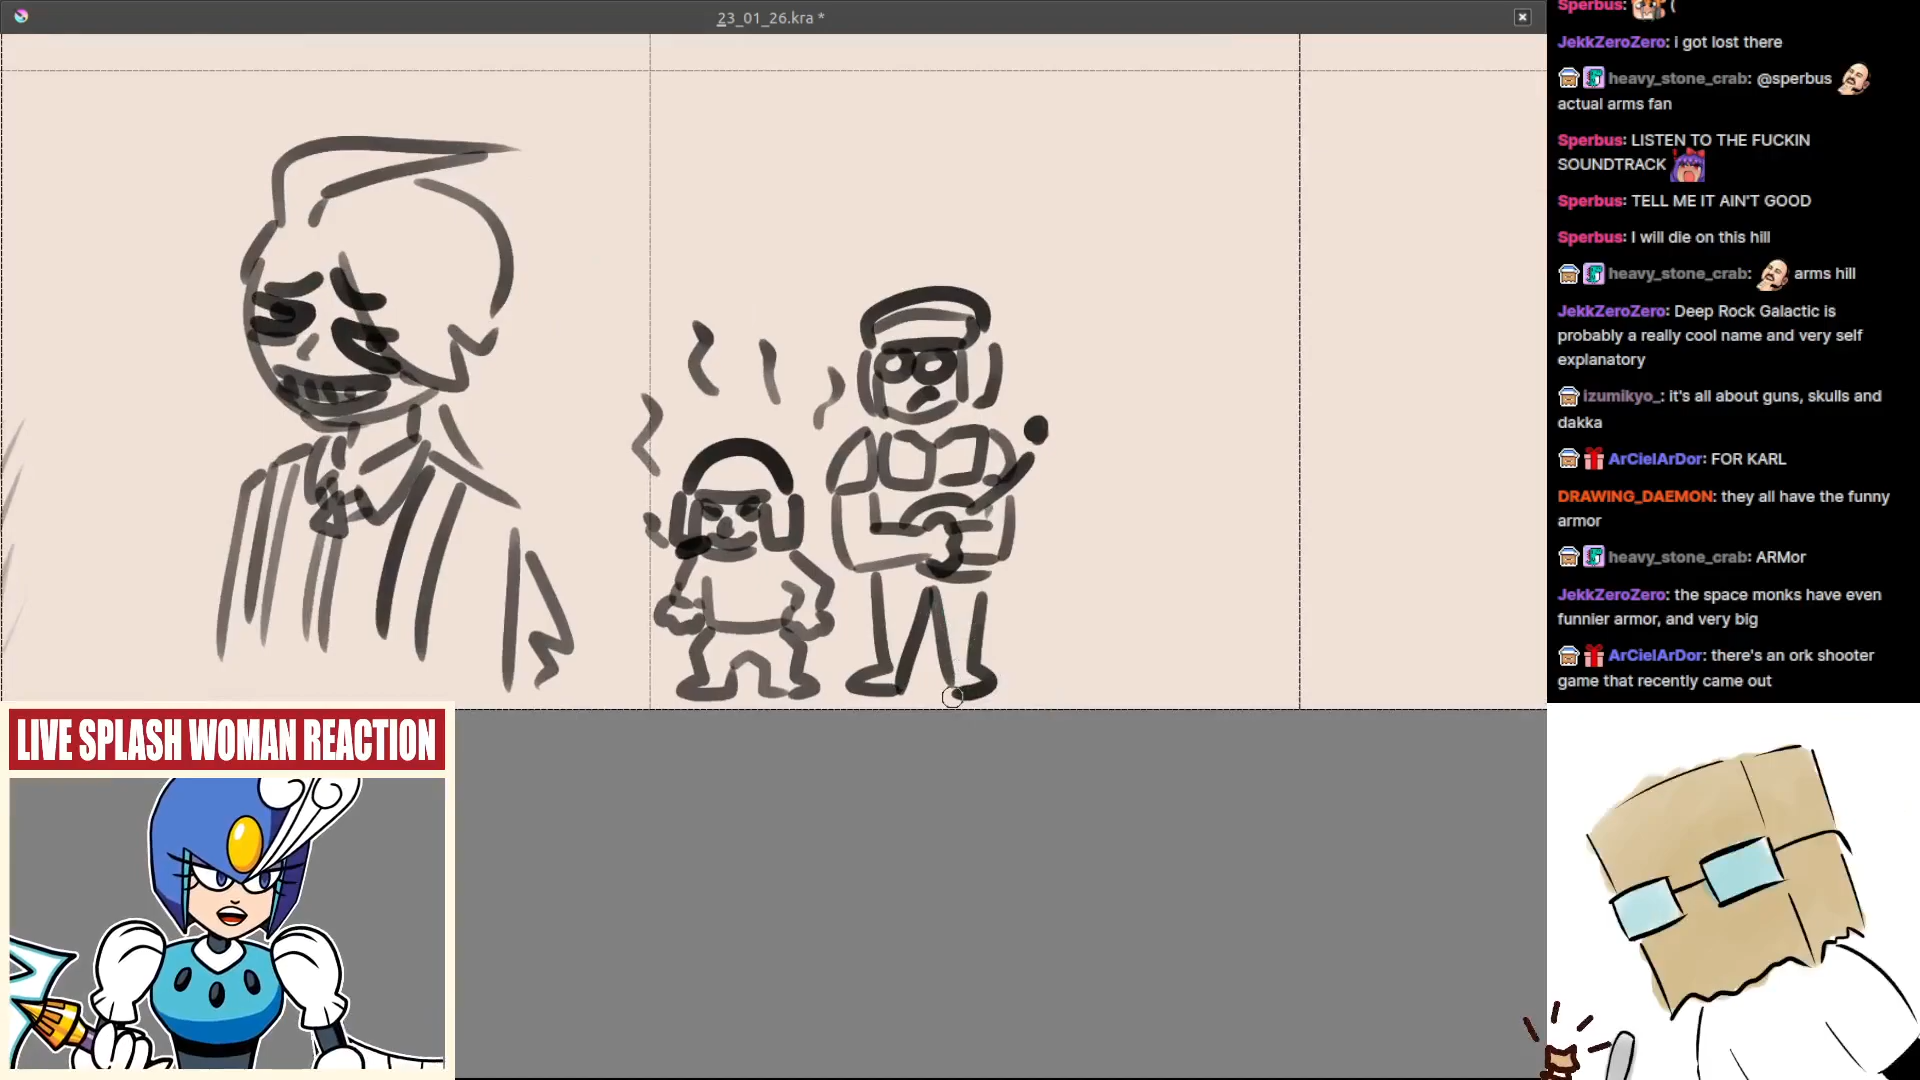 23_01_26.kra *
Sperbus: (
JekkZeroZero: i got lost there
heavy_stone_crab: @sperbus
actual arms fan
Sperbus: LISTEN TO THE FUCKIN
SOUNDTRACK
Sperbus: TELL ME IT AIN'T GOOD
Sperbus: I will die on this hill
heavy_stone_crab: arms hill
JekkZeroZero: Deep Rock Galactic is
probably a really cool name and very self
explanatory
izumikyo_: it's all about guns, skulls and
dakka
ArCielArDor: FOR KARL
DRAWING_DAEMON: they all have the funny
armor
heavy_stone_crab: ARMor
JekkZeroZero: the space monks have even
funnier armor, and very big
ArCielArDor: there's an ork shooter
game that recently came out
LIVE SPLASH WOMAN REACTION